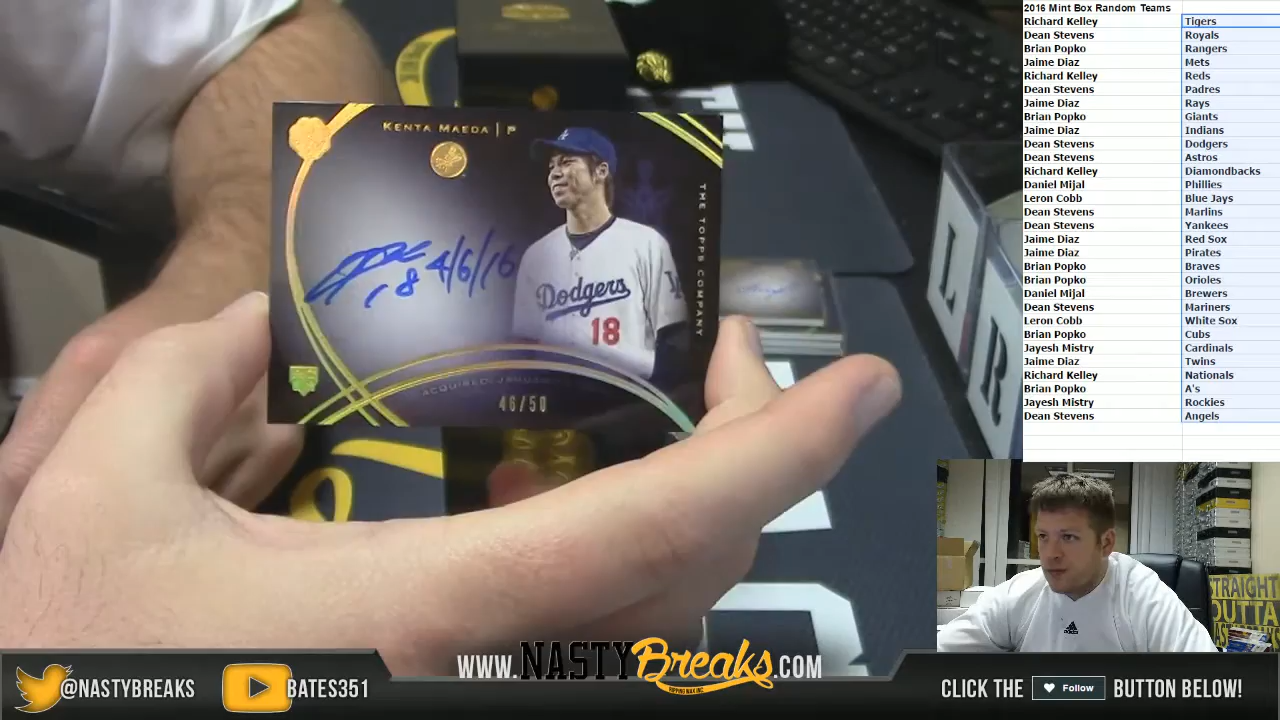 2016 Mint Box Random Teams
Richard Kelley Tigers
Dean Stevens Royals
Brian Popko Rangers
Jaime Diaz Mets
Richard Kelley Reds
Dean Stevens Padres
Jaime Diaz Rays
Brian Popko Giants
Jaime Diaz Indians
Dean Stevens Dodgers
Dean Stevens Astros
Richard Kelley Diamondbacks
Daniel Mijal Phillies
Leron Cobb Blue Jays
Dean Stevens Marlins
Dean Stevens Yankees
Jaime Diaz Red Sox
Jaime Diaz Pirates
Brian Popko Braves
Brian Popko Orioles
Daniel Mijal Brewers
Dean Stevens Mariners
Leron Cobb White Sox
Brian Popko Cubs
Jayesh Mistry Cardinals
Jaime Diaz Twins
Richard Kelley Nationals
Brian Popko A's
Jayesh Mistry Rockies
Dean Stevens Angels
KENTA MAEDA | P
THE TOPPS COMPANY
18 4/6/16
Dodgers
18
ACQUIRED:
46/50
L
R
STRAIGHT
OUTTA
@NASTYBREAKS
BATES351
WWW.NASTYBreaks.COM
RIPPING WAX INC
CLICK THE Follow BUTTON BELOW!